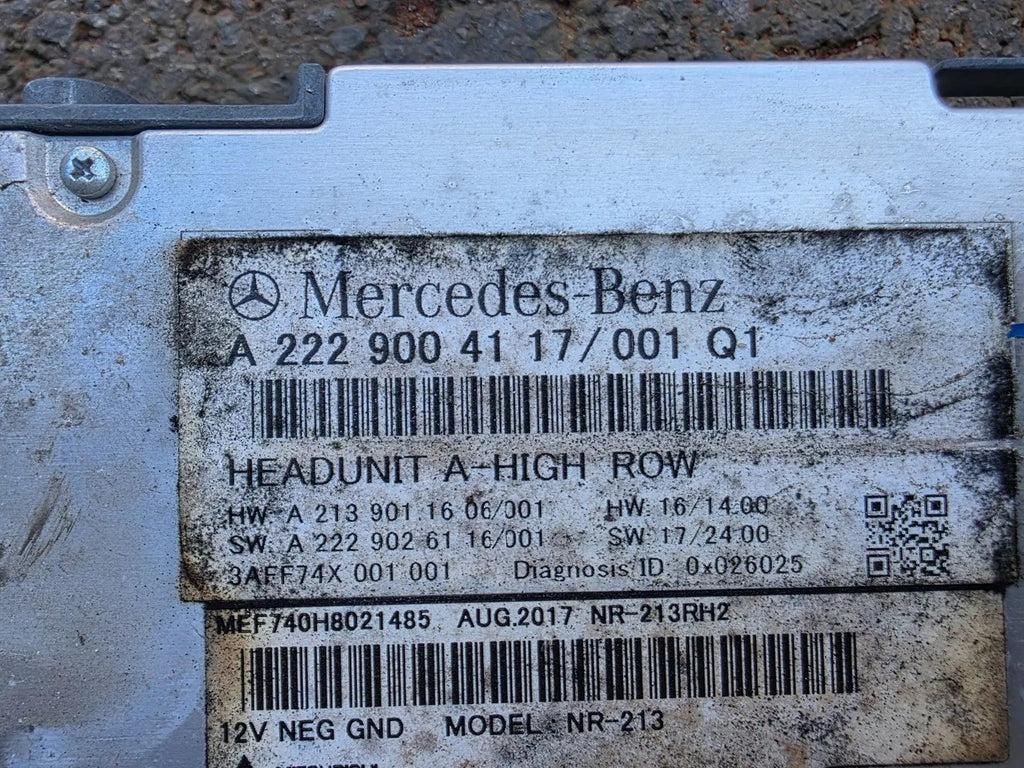 Mercedes-Benz
A 222 900 41 17/001 Q1
HEADUNIT A-HIGH ROW
HW: A 213 901 16 06/001 HW: 16/14.00
SW: A 222 902 61 16/001 SW: 17/24.00
3AFF74X 001 001 Diagnosis ID: 0x026025
MEF740H8021485 AUG.2017 NR-213RH2
12V NEG GND MODEL: NR-213